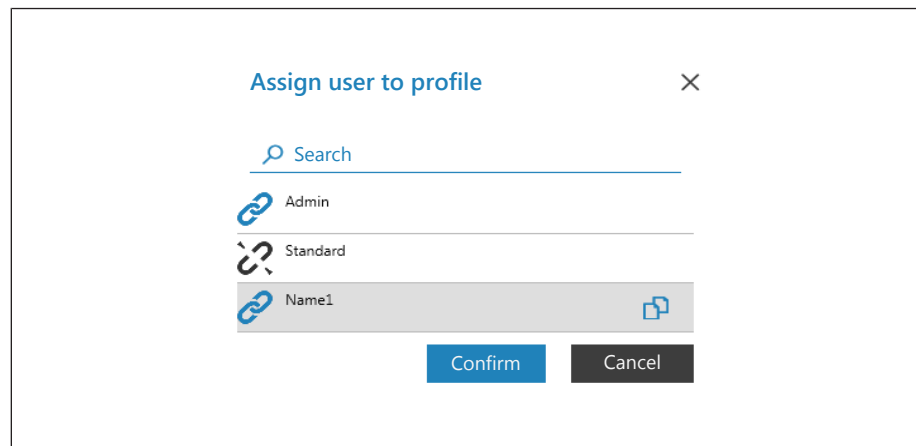 Assign user to profile
Search
Admin
Standard
Name1
Confirm Cancel